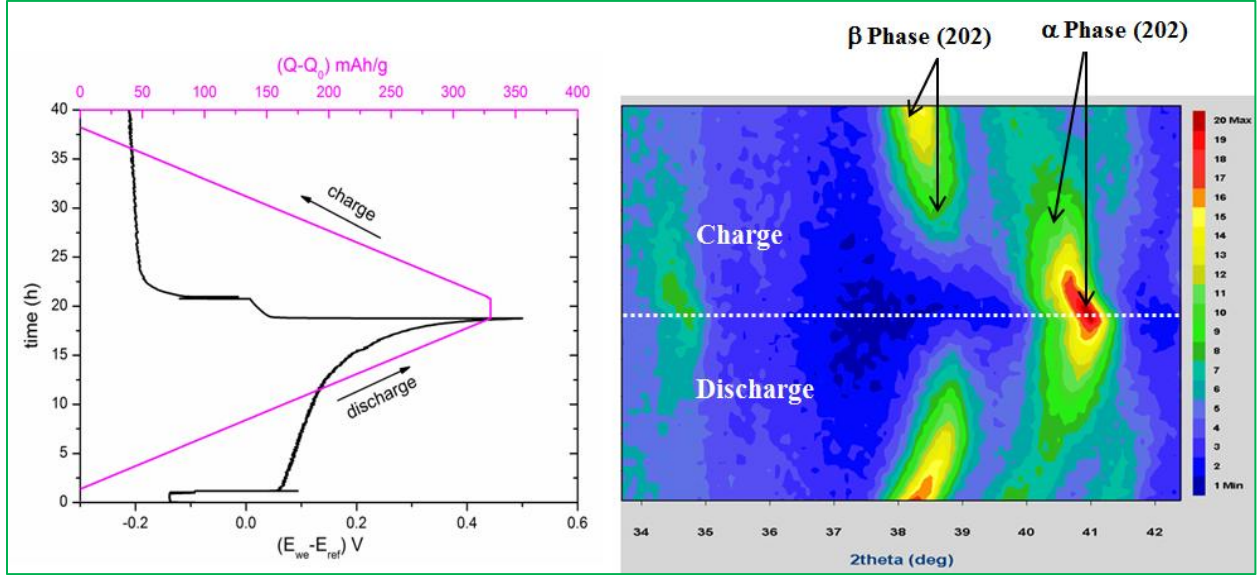 (Q-Q0) mAh/g
0 50 100 150 200 250 300 350 400
40
35
30
25
20
15
10
5
0
time (h)
charge
discharge
-0.2 0.0 0.2 0.4 0.6
(Ewe-Eref) V
β Phase (202)
α Phase (202)
Charge
Discharge
20 Max
19
18
17
16
15
14
13
12
11
10
9
8
7
6
5
4
3
2
1 Min
34 35 36 37 38 39 40 41 42
2theta (deg)